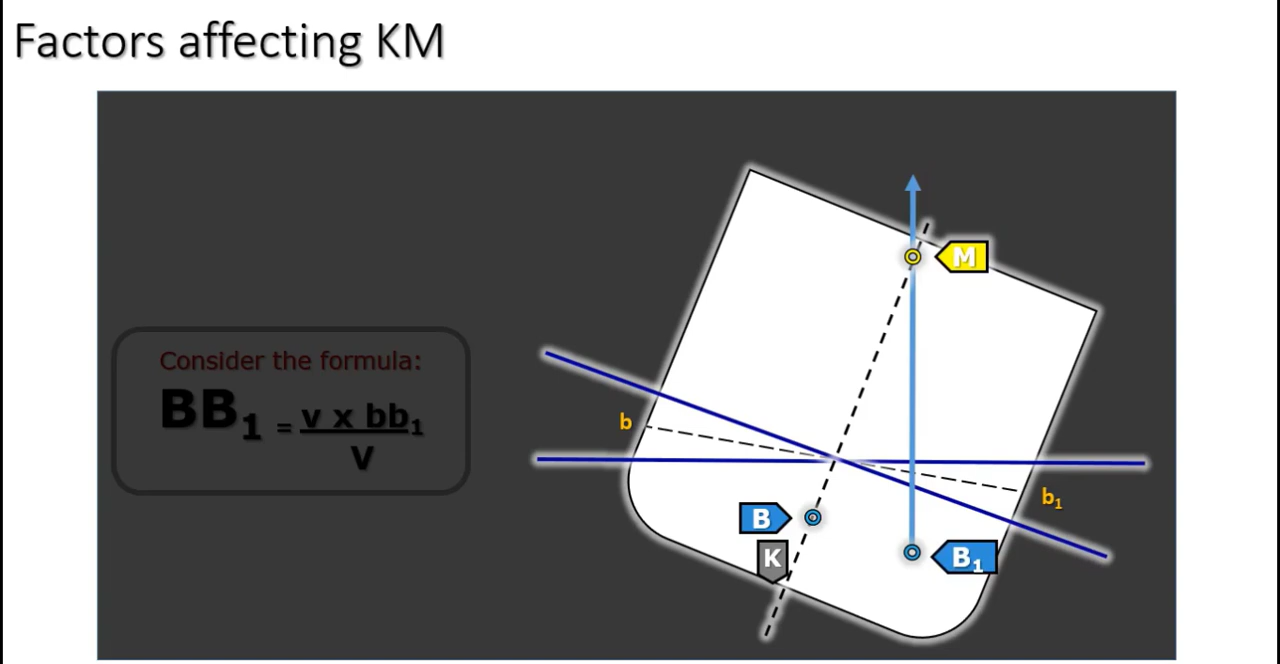 Factors affecting KM
M
Consider the formula:
BB₁ = v x bb₁
V
b
b₁
B
K
B₁